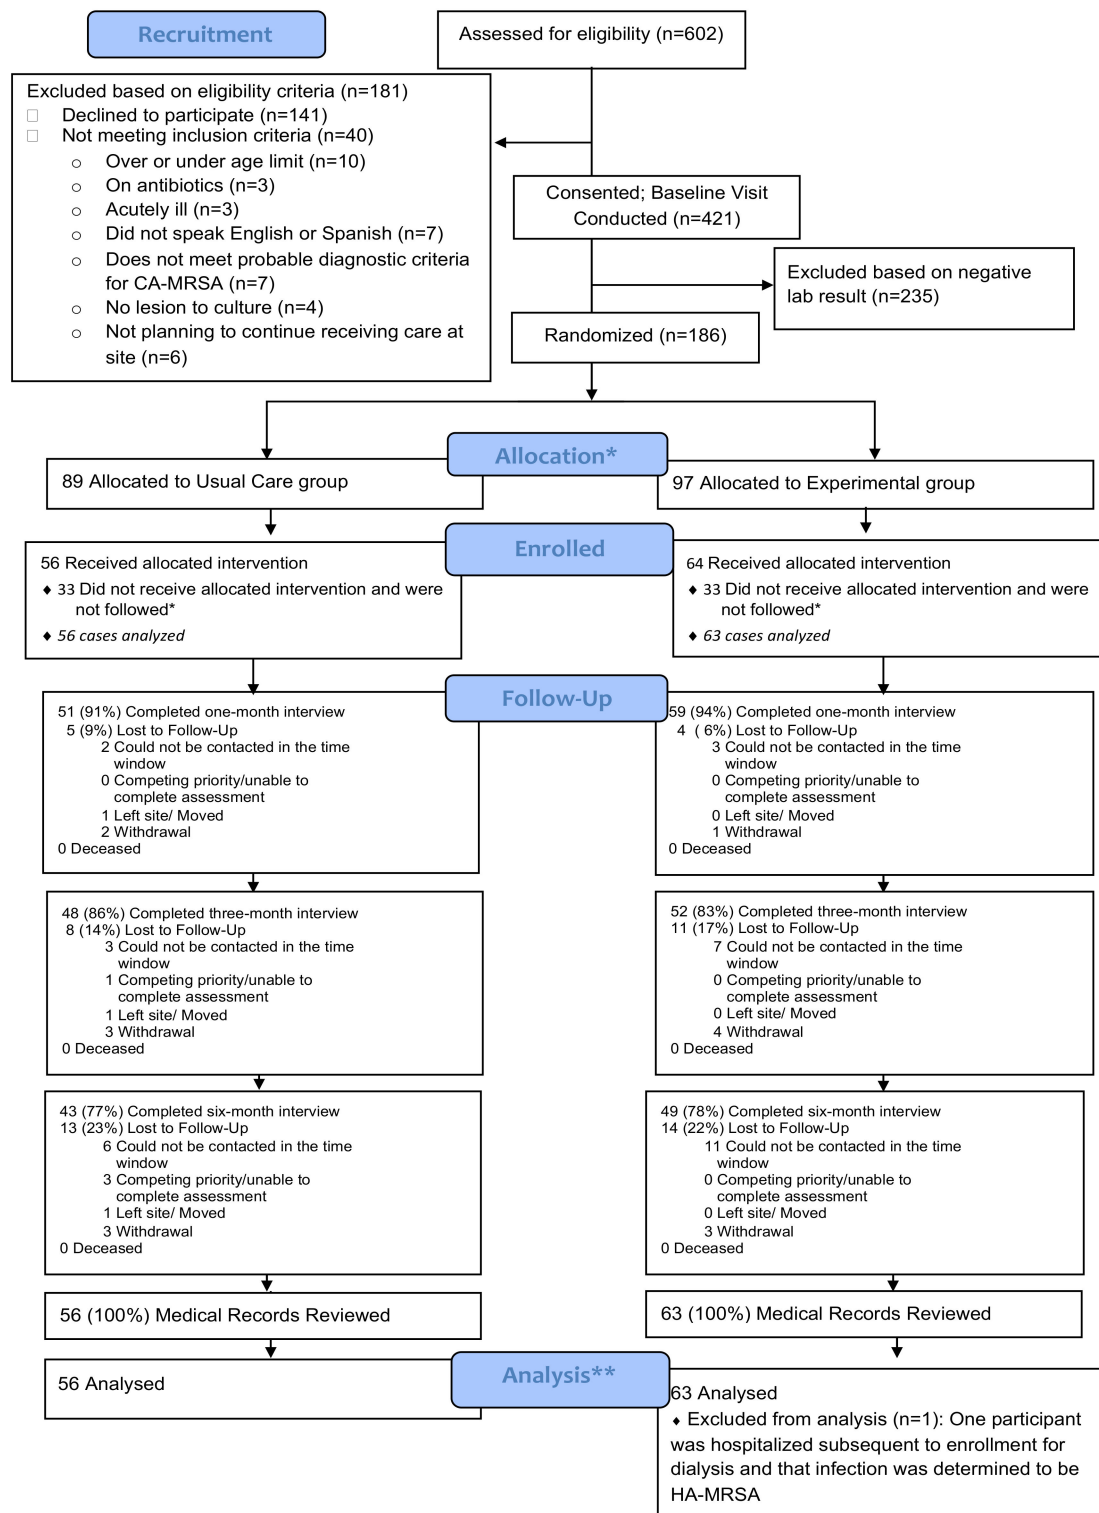 Recruitment
Assessed for eligibility (n=602)
Excluded based on eligibility criteria (n=181)
□ Declined to participate (n=141)
□ Not meeting inclusion criteria (n=40)
o Over or under age limit (n=10)
o On antibiotics (n=3)
o Acutely ill (n=3)
o Did not speak English or Spanish (n=7)
o Does not meet probable diagnostic criteria
for CA-MRSA (n=7)
o No lesion to culture (n=4)
o Not planning to continue receiving care at
site (n=6)
Consented; Baseline Visit
Conducted (n=421)
Excluded based on negative
lab result (n=235)
Randomized (n=186)
Allocation*
89 Allocated to Usual Care group
97 Allocated to Experimental group
Enrolled
56 Received allocated intervention
♦ 33 Did not receive allocated intervention and were
not followed*
♦ 56 cases analyzed
64 Received allocated intervention
♦ 33 Did not receive allocated intervention and were
not followed*
♦ 63 cases analyzed
Follow-Up
51 (91%) Completed one-month interview
5 (9%) Lost to Follow-Up
2 Could not be contacted in the time
window
0 Competing priority/unable to
complete assessment
1 Left site/ Moved
2 Withdrawal
0 Deceased
59 (94%) Completed one-month interview
4 ( 6%) Lost to Follow-Up
3 Could not be contacted in the time
window
0 Competing priority/unable to
complete assessment
0 Left site/ Moved
1 Withdrawal
0 Deceased
48 (86%) Completed three-month interview
8 (14%) Lost to Follow-Up
3 Could not be contacted in the time
window
1 Competing priority/unable to
complete assessment
1 Left site/ Moved
3 Withdrawal
0 Deceased
52 (83%) Completed three-month interview
11 (17%) Lost to Follow-Up
7 Could not be contacted in the time
window
0 Competing priority/unable to
complete assessment
0 Left site/ Moved
4 Withdrawal
0 Deceased
43 (77%) Completed six-month interview
13 (23%) Lost to Follow-Up
6 Could not be contacted in the time
window
3 Competing priority/unable to
complete assessment
1 Left site/ Moved
3 Withdrawal
0 Deceased
49 (78%) Completed six-month interview
14 (22%) Lost to Follow-Up
11 Could not be contacted in the time
window
0 Competing priority/unable to
complete assessment
0 Left site/ Moved
3 Withdrawal
0 Deceased
56 (100%) Medical Records Reviewed
63 (100%) Medical Records Reviewed
Analysis**
56 Analysed
63 Analysed
♦ Excluded from analysis (n=1): One participant
was hospitalized subsequent to enrollment for
dialysis and that infection was determined to be
HA-MRSA